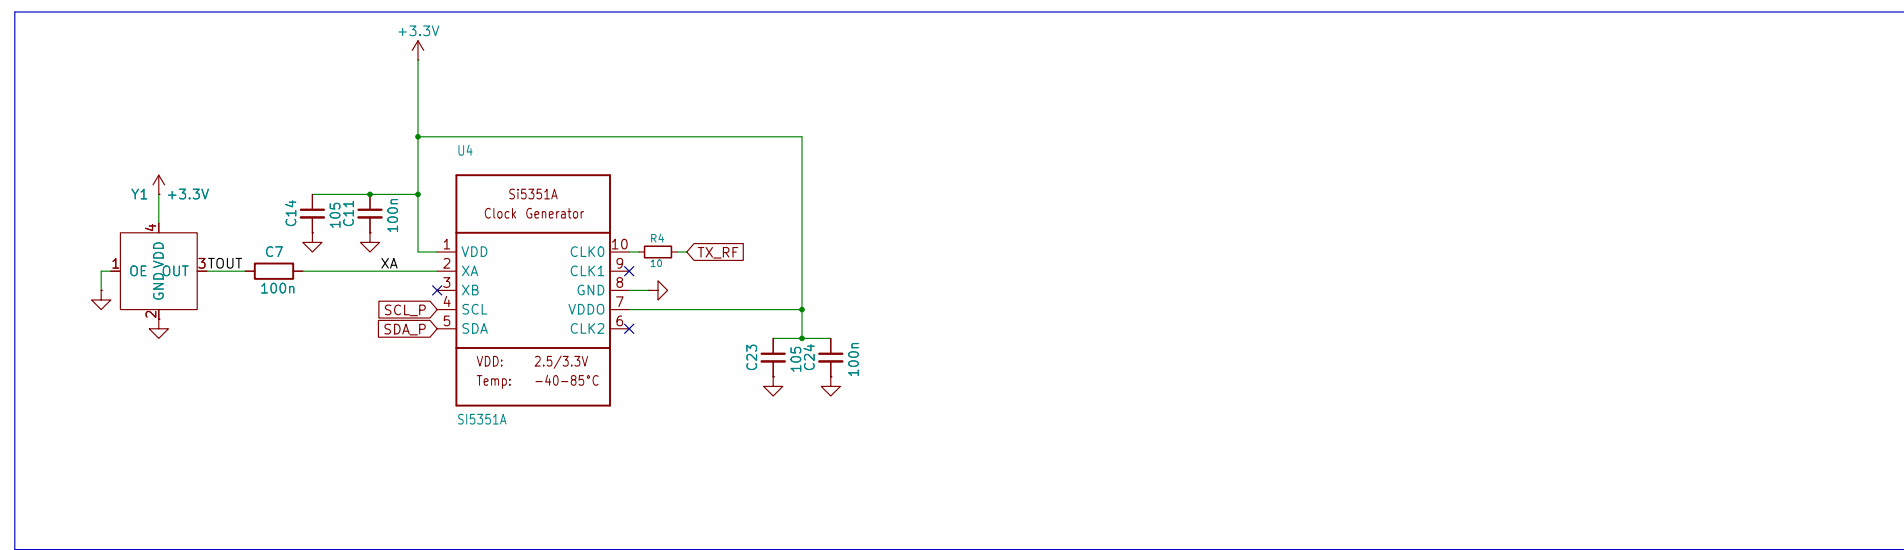 +3.3V
U4
Y1 +3.3V
Si5351A
Clock Generator
C14
105
C11
100n
4
VDD
1
OE
OUT
3
TOUT
GND
2
C7
100n
XA
1
VDD
2
XA
3
XB
SCL_P
4
SCL
SDA_P
5
SDA
CLK0
10
R4
10
TX_RF
CLK1
9
GND
8
VDDO
7
CLK2
6
VDD: 2.5/3.3V
Temp: -40-85°C
C23
105
C24
100n
SI5351A